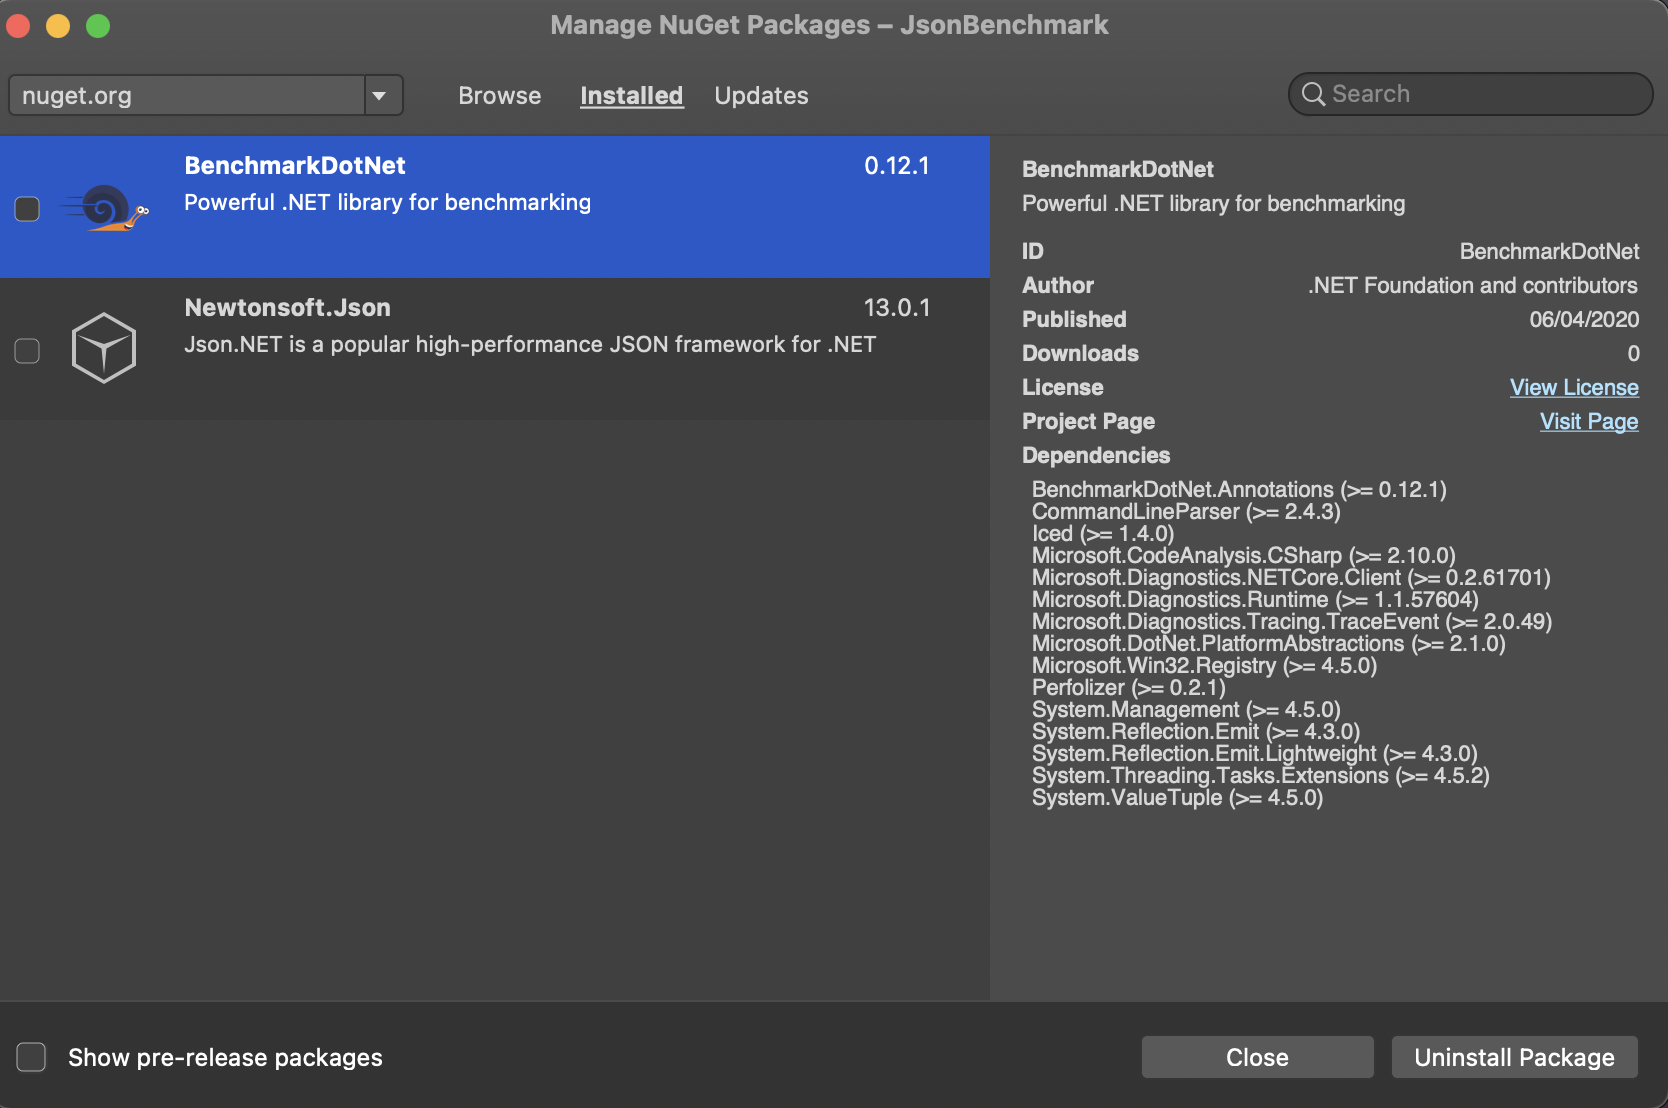 Manage NuGet Packages – JsonBenchmark
nuget.org
Browse Installed Updates
Search
BenchmarkDotNet 0.12.1
Powerful .NET library for benchmarking
Newtonsoft.Json 13.0.1
Json.NET is a popular high-performance JSON framework for .NET
BenchmarkDotNet
Powerful .NET library for benchmarking
ID BenchmarkDotNet
Author .NET Foundation and contributors
Published 06/04/2020
Downloads 0
License View License
Project Page Visit Page
Dependencies
BenchmarkDotNet.Annotations (>= 0.12.1)
CommandLineParser (>= 2.4.3)
Iced (>= 1.4.0)
Microsoft.CodeAnalysis.CSharp (>= 2.10.0)
Microsoft.Diagnostics.NETCore.Client (>= 0.2.61701)
Microsoft.Diagnostics.Runtime (>= 1.1.57604)
Microsoft.Diagnostics.Tracing.TraceEvent (>= 2.0.49)
Microsoft.DotNet.PlatformAbstractions (>= 2.1.0)
Microsoft.Win32.Registry (>= 4.5.0)
Perfolizer (>= 0.2.1)
System.Management (>= 4.5.0)
System.Reflection.Emit (>= 4.3.0)
System.Reflection.Emit.Lightweight (>= 4.3.0)
System.Threading.Tasks.Extensions (>= 4.5.2)
System.ValueTuple (>= 4.5.0)
Show pre-release packages
Close
Uninstall Package